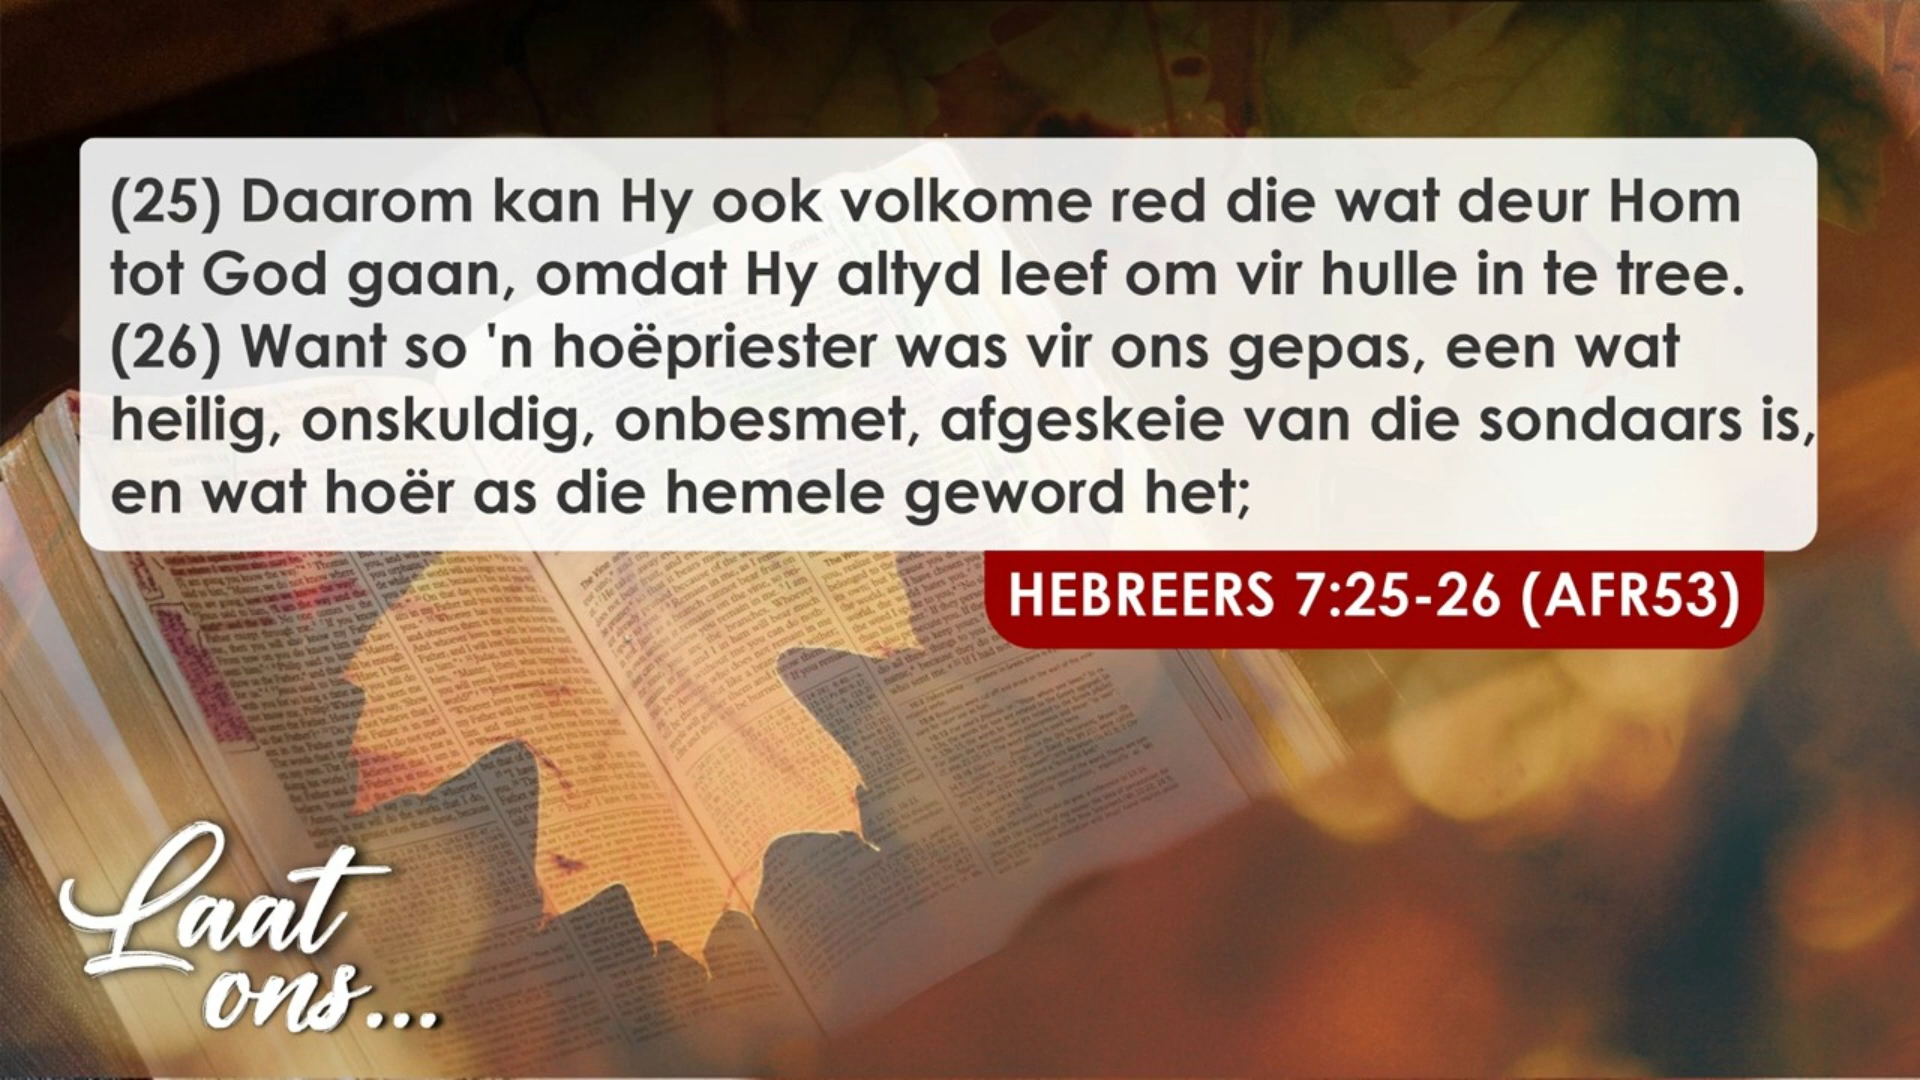 (25) Daarom kan Hy ook volkome red die wat deur Hom
tot God gaan, omdat Hy altyd leef om vir hulle in te tree.
(26) Want so 'n hoëpriester was vir ons gepas, een wat
heilig, onskuldig, onbesmet, afgeskeie van die sondaars is,
en wat hoër as die hemele geword het;
HEBREERS 7:25-26 (AFR53)
Laat
ons...